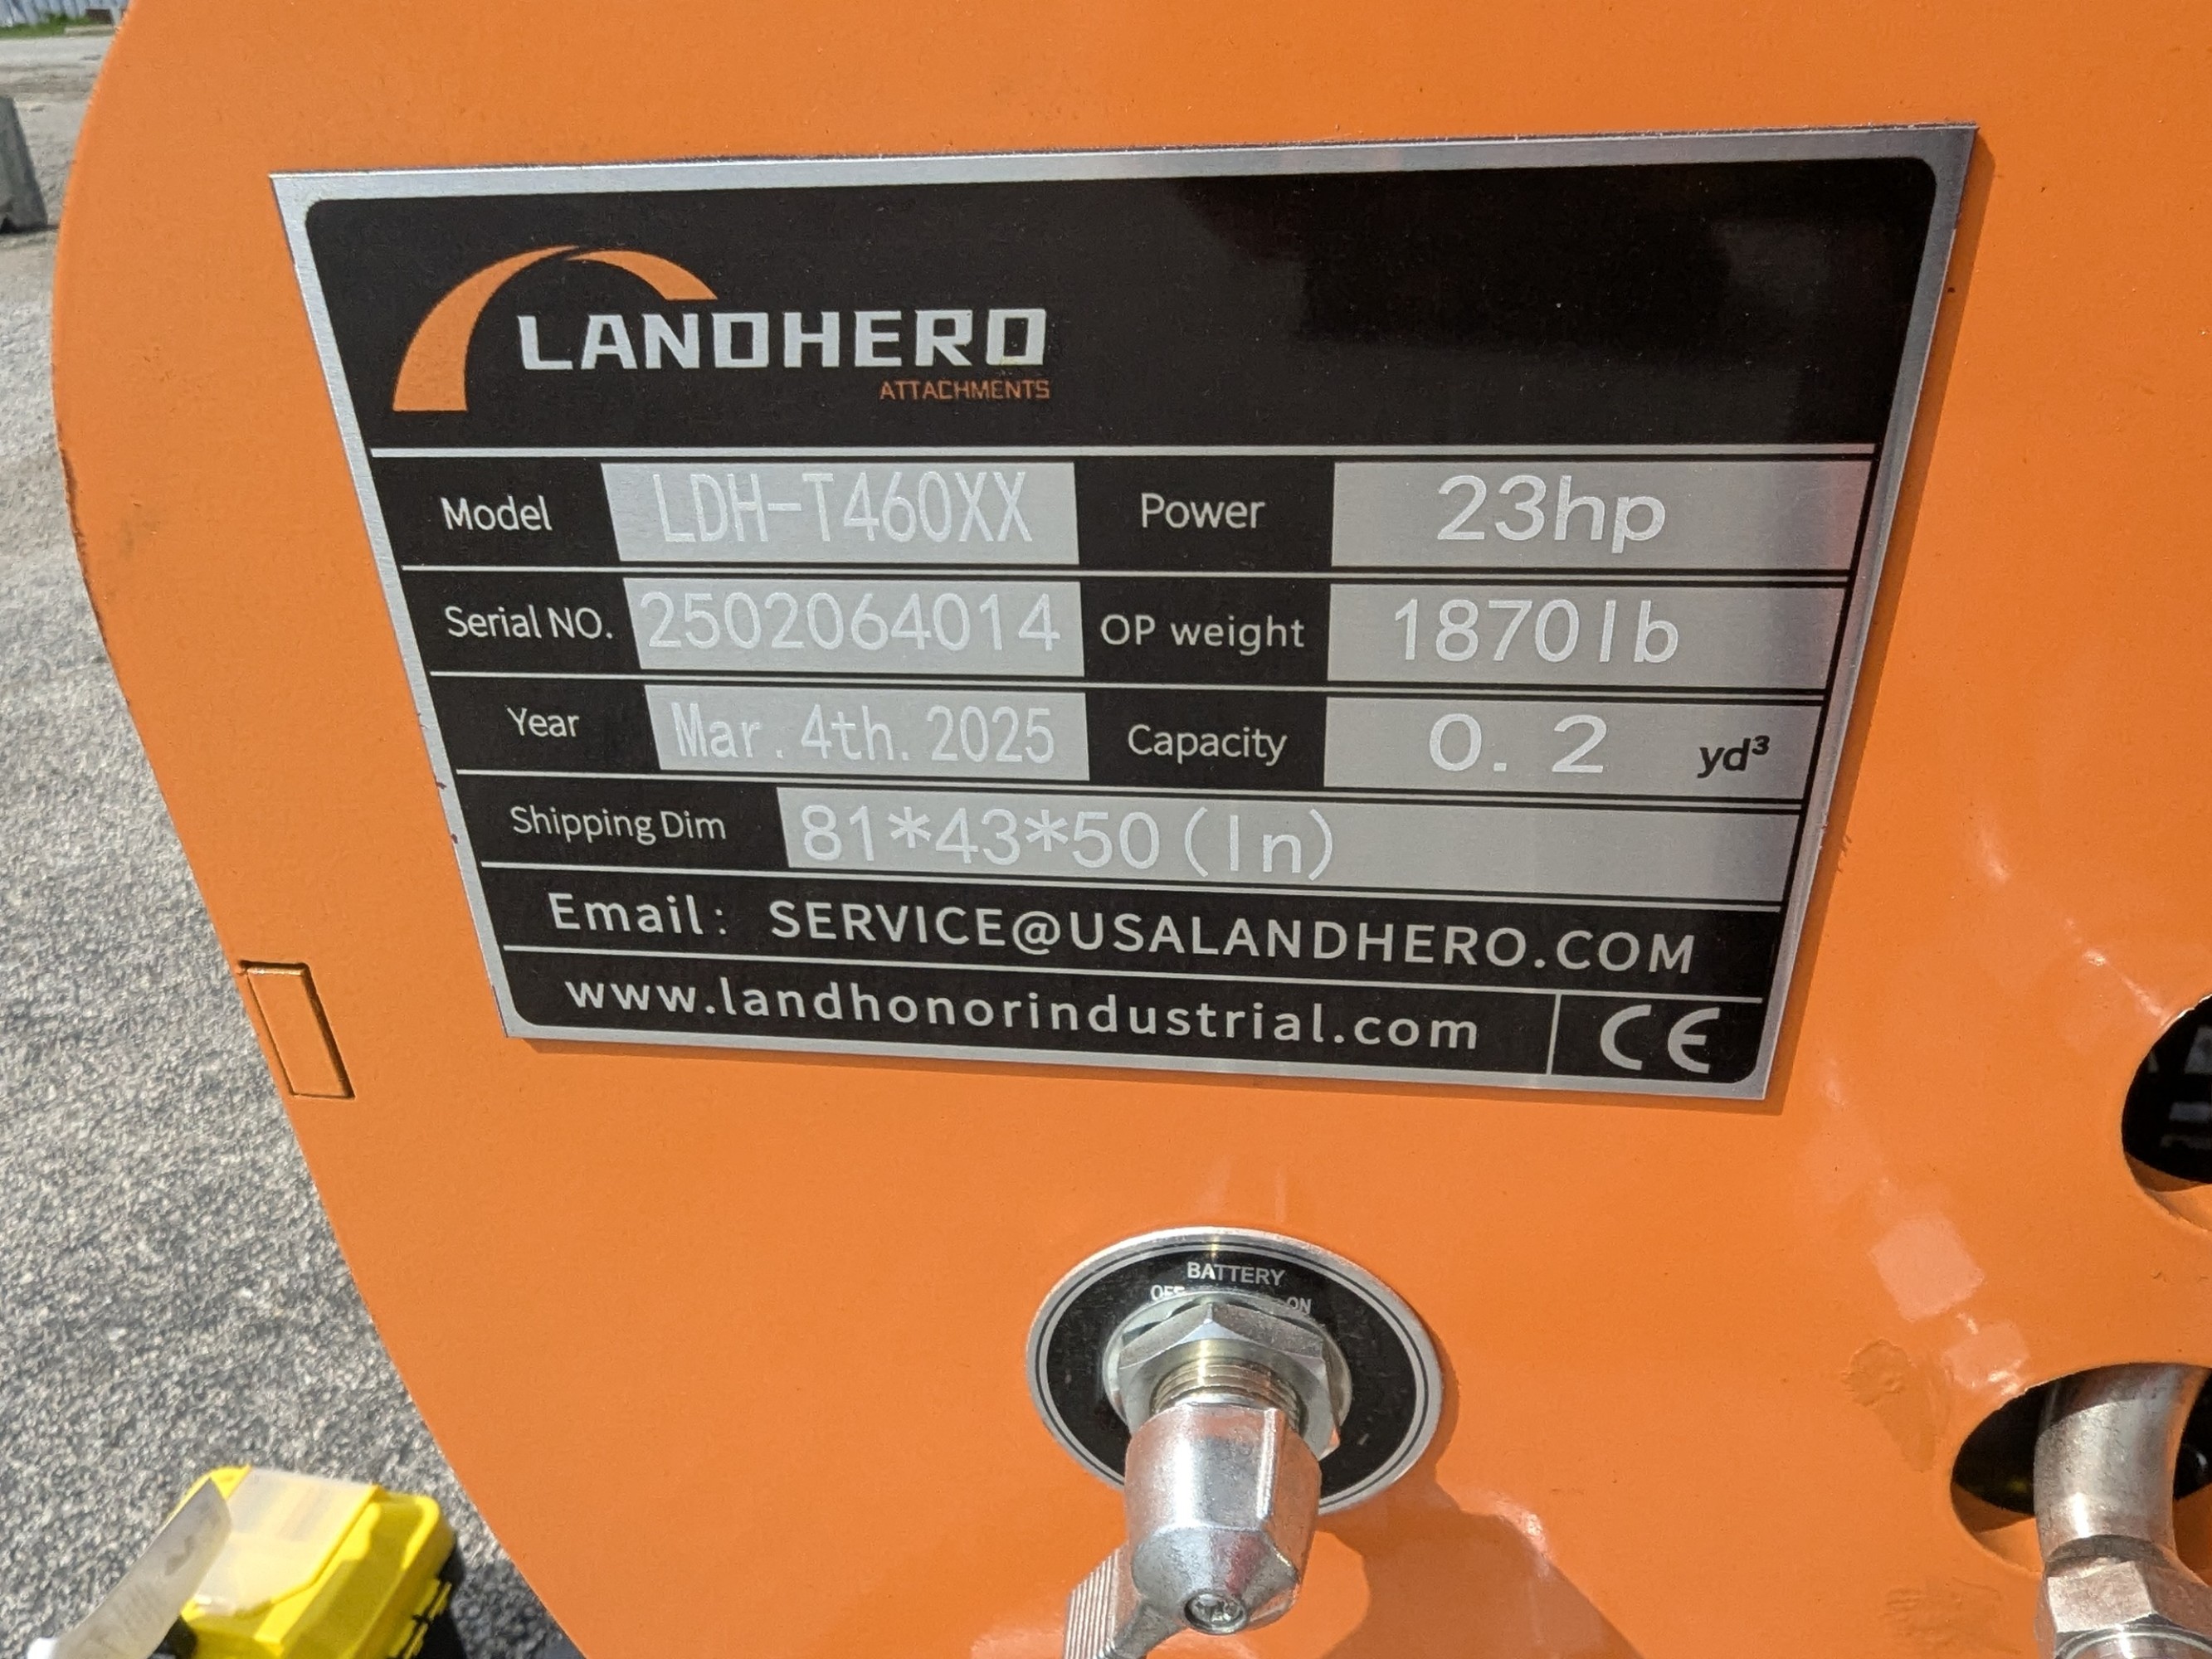 LANDHERO
ATTACHMENTS
Model LDH-T460XX Power 23hp
Serial NO. 2502064014 OP weight 1870lb
Year Mar.4th.2025 Capacity 0.2 yd³
Shipping Dim 81*43*50(In)
Email: SERVICE@USALANDHERO.COM
www.landhonorindustrial.com CE
BATTERY
OFF ON